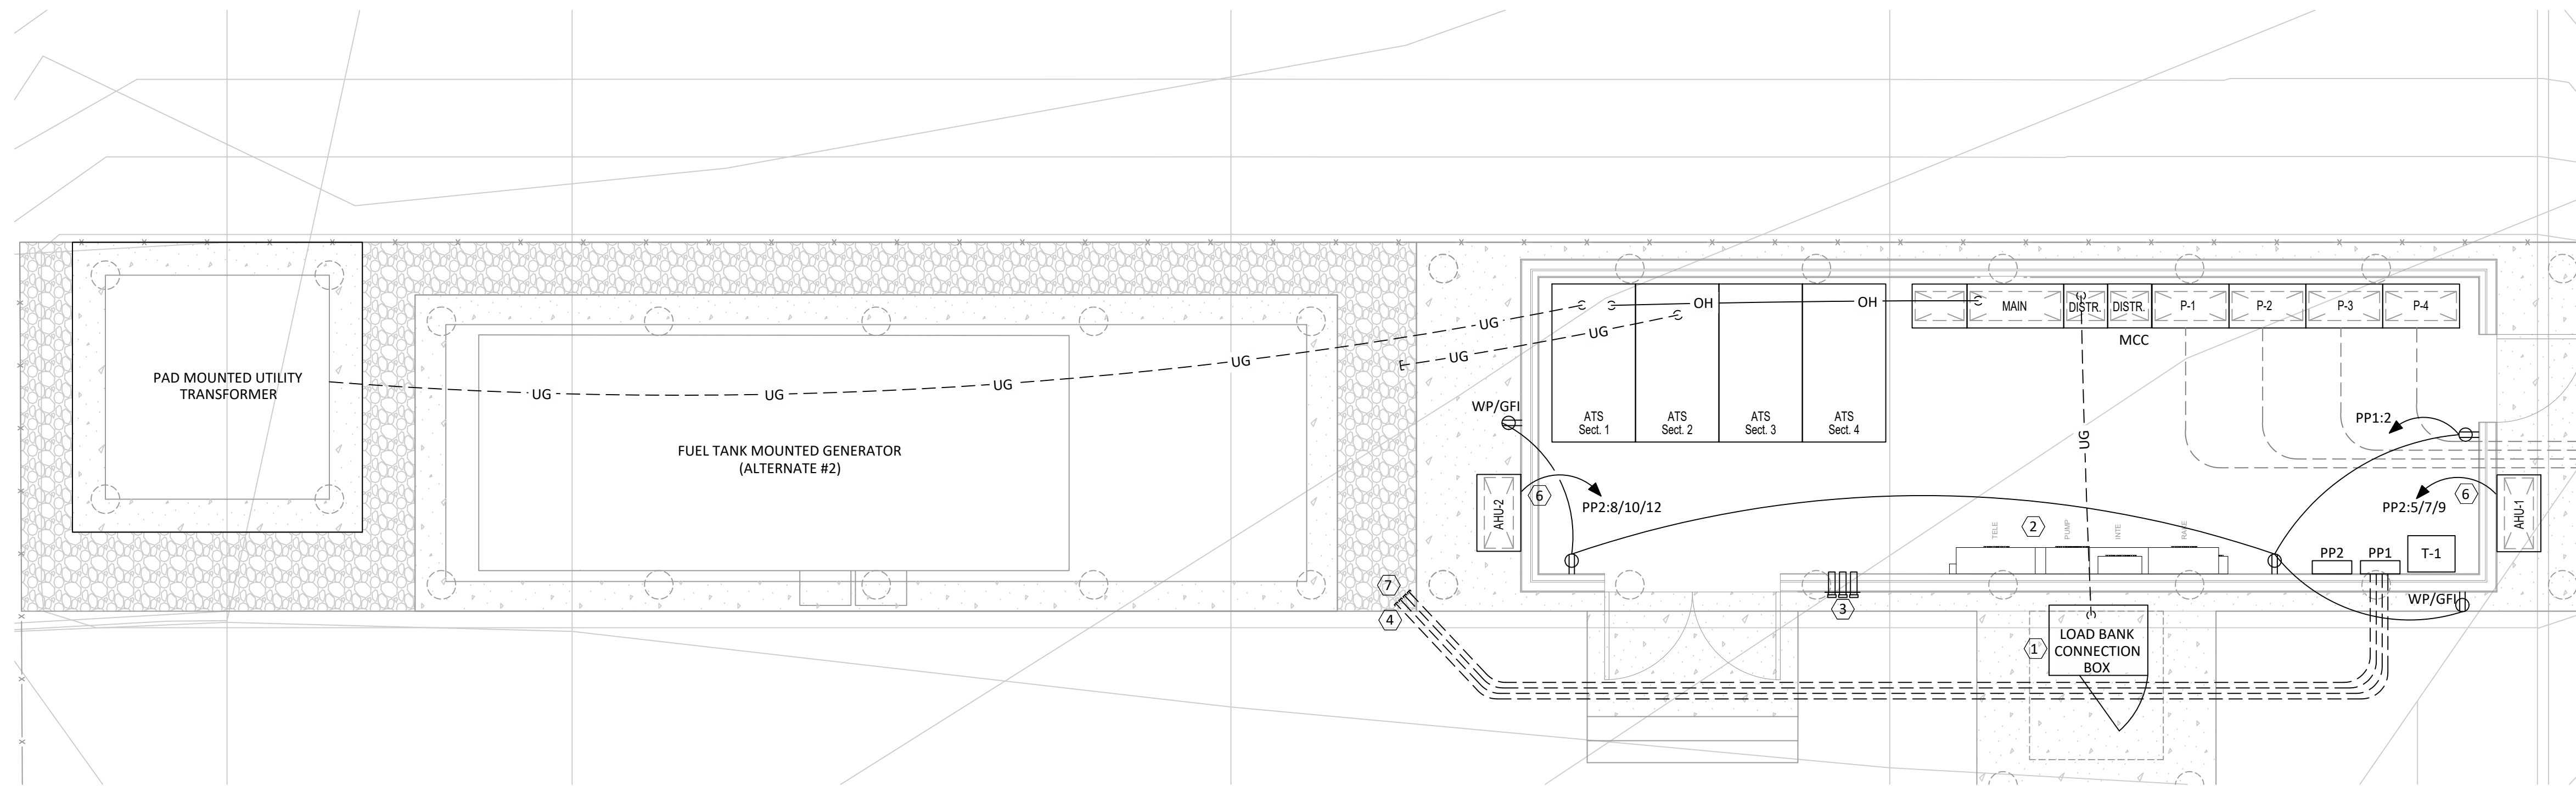 OH
OH
MAIN
DISTR.
DISTR.
P-1
P-2
P-3
P-4
MCC
UG
UG
UG
UG
UG
UG
UG
UG
PAD MOUNTED UTILITY
TRANSFORMER
FUEL TANK MOUNTED GENERATOR
(ALTERNATE #2)
WP/GFI
ATS
Sect. 1
ATS
Sect. 2
ATS
Sect. 3
ATS
Sect. 4
PP1:2
AHU-2
6
PP2:8/10/12
PP2:5/7/9
6
AHU-1
TELE
2
PUMP
INTE
PP2
PP1
T-1
7
4
3
WP/GFI
1
LOAD BANK
CONNECTION
BOX